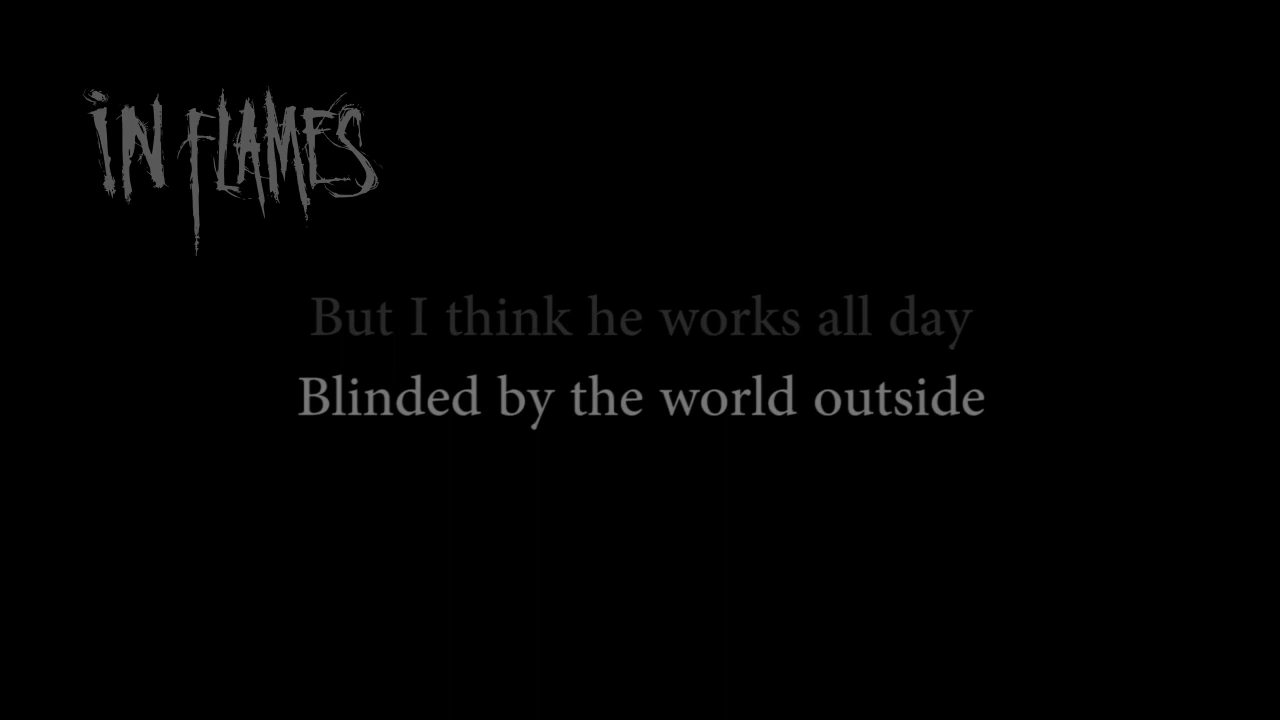 iN FLAMES
But I think he works all day
Blinded by the world outside